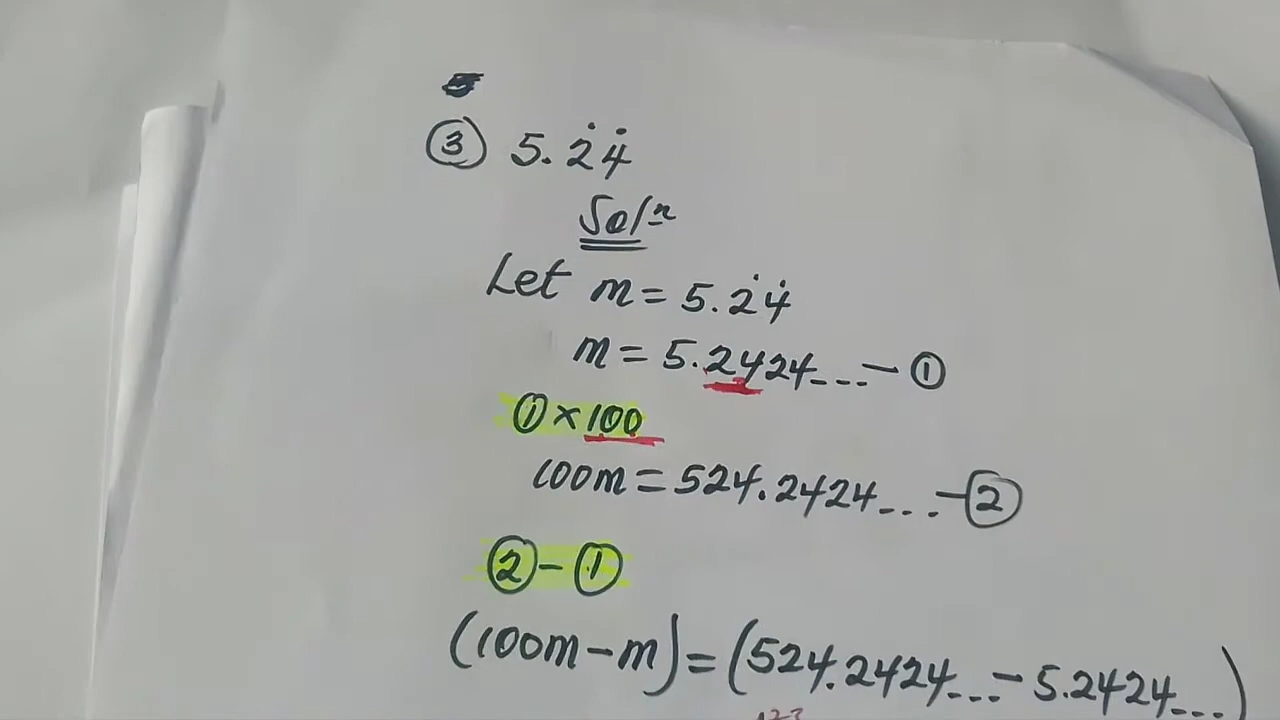 ③ 5.2̇4̇
Solⁿ
Let m = 5.2̇4̇
m = 5.2424... - ①
① × 100
100m = 524.2424... - ②
② - ①
(100m - m) = (524.2424... - 5.2424...)